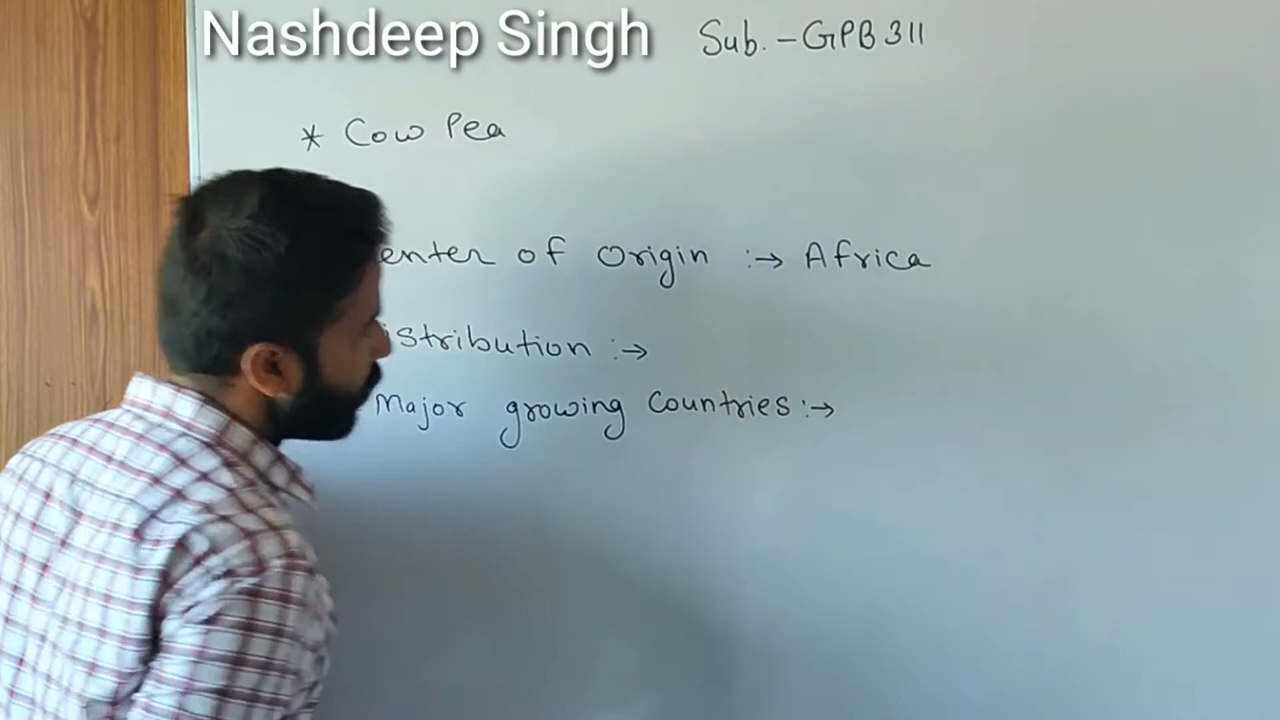 Nashdeep Singh Sub. - GPB 311
* Cow Pea
enter of Origin :→ Africa
istribution :→
Major growing Countries :→